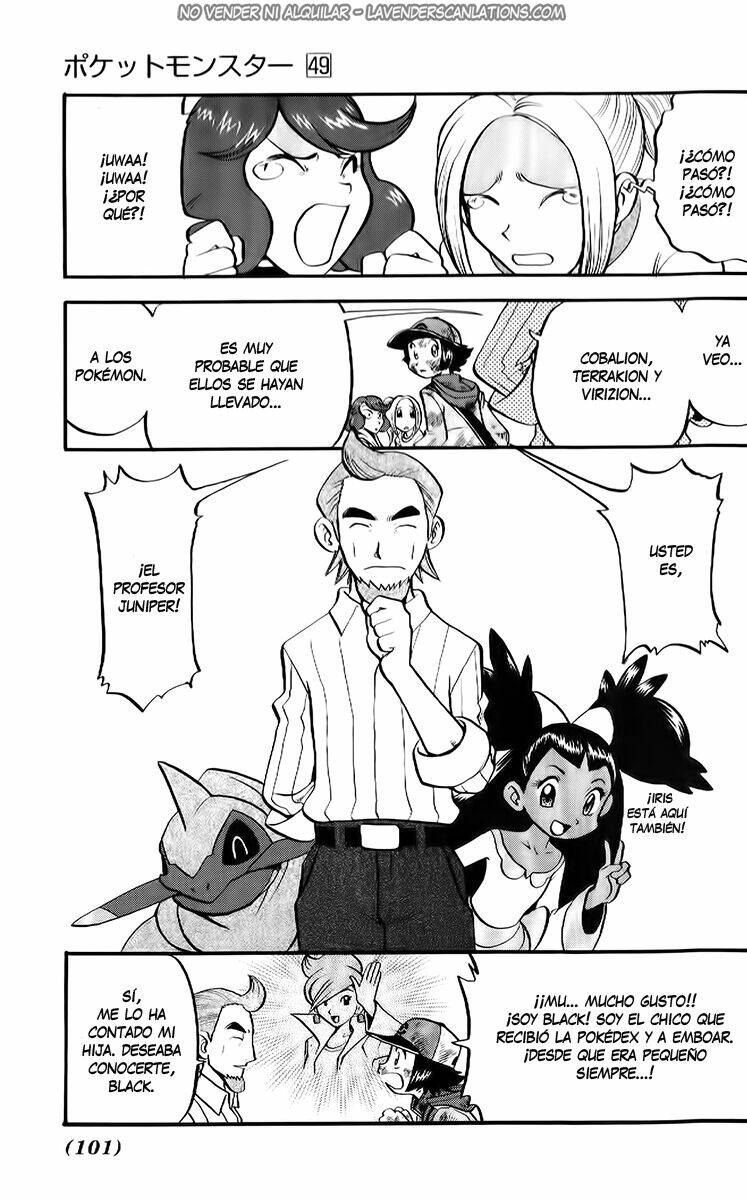 NO VENDER NI ALQUILAR - LAVENDERSCANLATIONS.COM
ポケットモンスター 49
¡¿CÓMO
PASÓ?!
¡¿CÓMO
PASÓ?!
¡UWAA!
¡UWAA!
¡¿POR
QUÉ?!
YA
VEO...
COBALION,
TERRAKION Y
VIRIZION...
ES MUY
PROBABLE QUE
ELLOS SE HAYAN
LLEVADO...
A LOS
POKÉMON.
USTED
ES,
¡EL
PROFESOR
JUNIPER!
¡IRIS
ESTÁ AQUÍ
TAMBIÉN!
¡¡MU... MUCHO GUSTO!!
¡SOY BLACK! SOY EL CHICO QUE
RECIBIÓ LA POKÉDEX Y A EMBOAR.
¡DESDE QUE ERA PEQUEÑO
SIEMPRE...!
SÍ,
ME LO HA
CONTADO MI
HIJA. DESEABA
CONOCERTE,
BLACK.
(101)